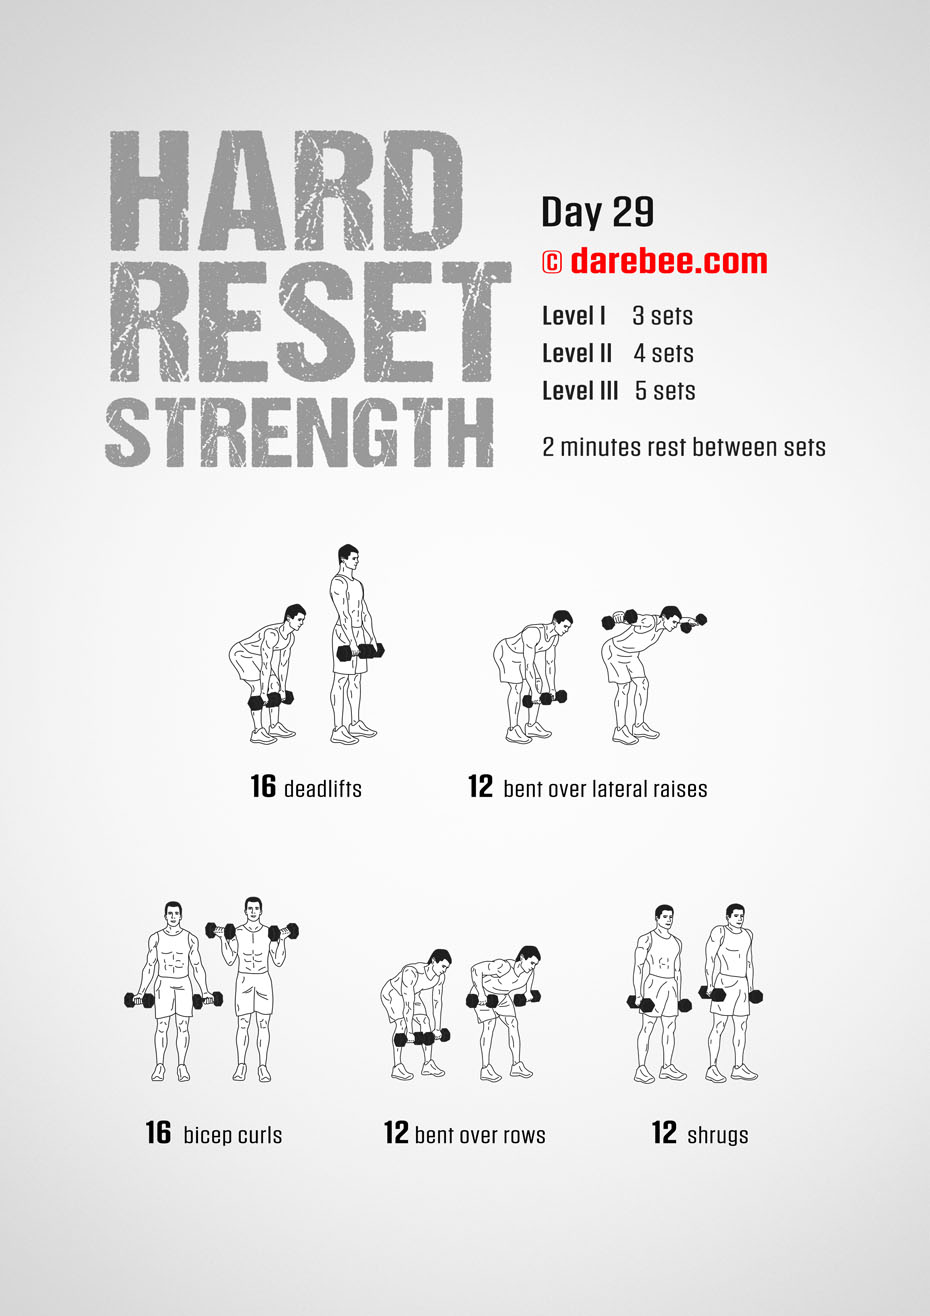 HARD
RESET
STRENGTH
Day 29
© darebee.com
Level I 3 sets
Level II 4 sets
Level III 5 sets
2 minutes rest between sets
16 deadlifts
12 bent over lateral raises
16 bicep curls
12 bent over rows
12 shrugs